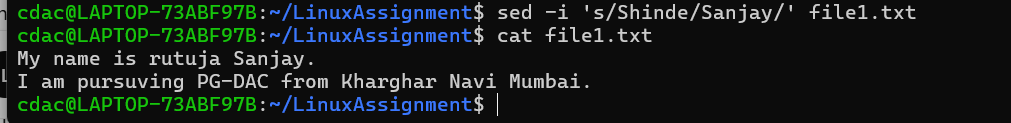 cdac@LAPTOP-73ABF97B:~/LinuxAssignment$ sed -i 's/Shinde/Sanjay/' file1.txt
cdac@LAPTOP-73ABF97B:~/LinuxAssignment$ cat file1.txt
My name is rutuja Sanjay.
I am pursuving PG-DAC from Kharghar Navi Mumbai.
cdac@LAPTOP-73ABF97B:~/LinuxAssignment$